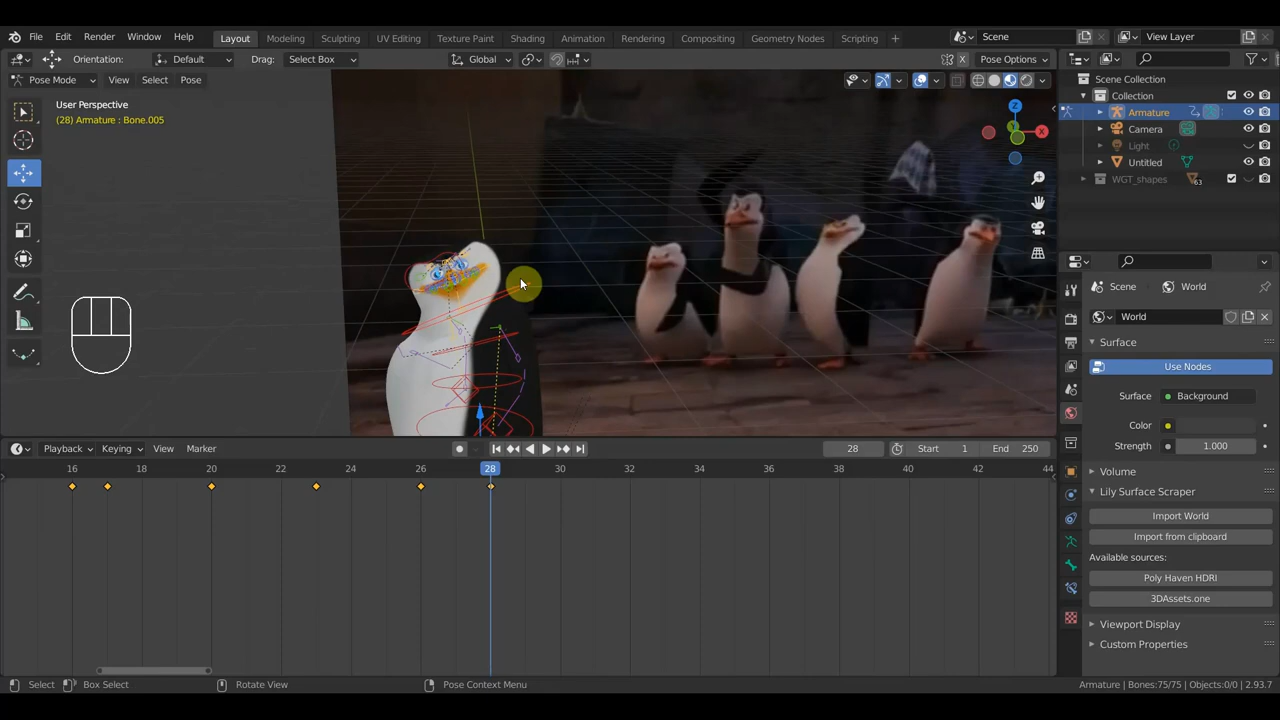 File Edit Render Window Help Layout Modeling Sculpting UV Editing Texture Paint Shading Animation Rendering Compositing Geometry Nodes Scripting + Scene View Layer
Orientation: Default Drag: Select Box Global Pose Options
Pose Mode View Select Pose
User Perspective
(28) Armature : Bone.005
Z
X
Y
Scene Collection
Collection
Armature
Camera
Light
Untitled
WGT_shapes 63
Scene World
World
Surface
Use Nodes
Surface Background
Color
Strength 1.000
Volume
Lily Surface Scraper
Import World
Import from clipboard
Available sources:
Poly Haven HDRI
3DAssets.one
Viewport Display
Custom Properties
Playback Keying View Marker 28 Start 1 End 250
16 18 20 22 24 26 28 30 32 34 36 38 40 42 44
Select Box Select Rotate View Pose Context Menu Armature | Bones:75/75 | Objects:0/0 | 2.93.7